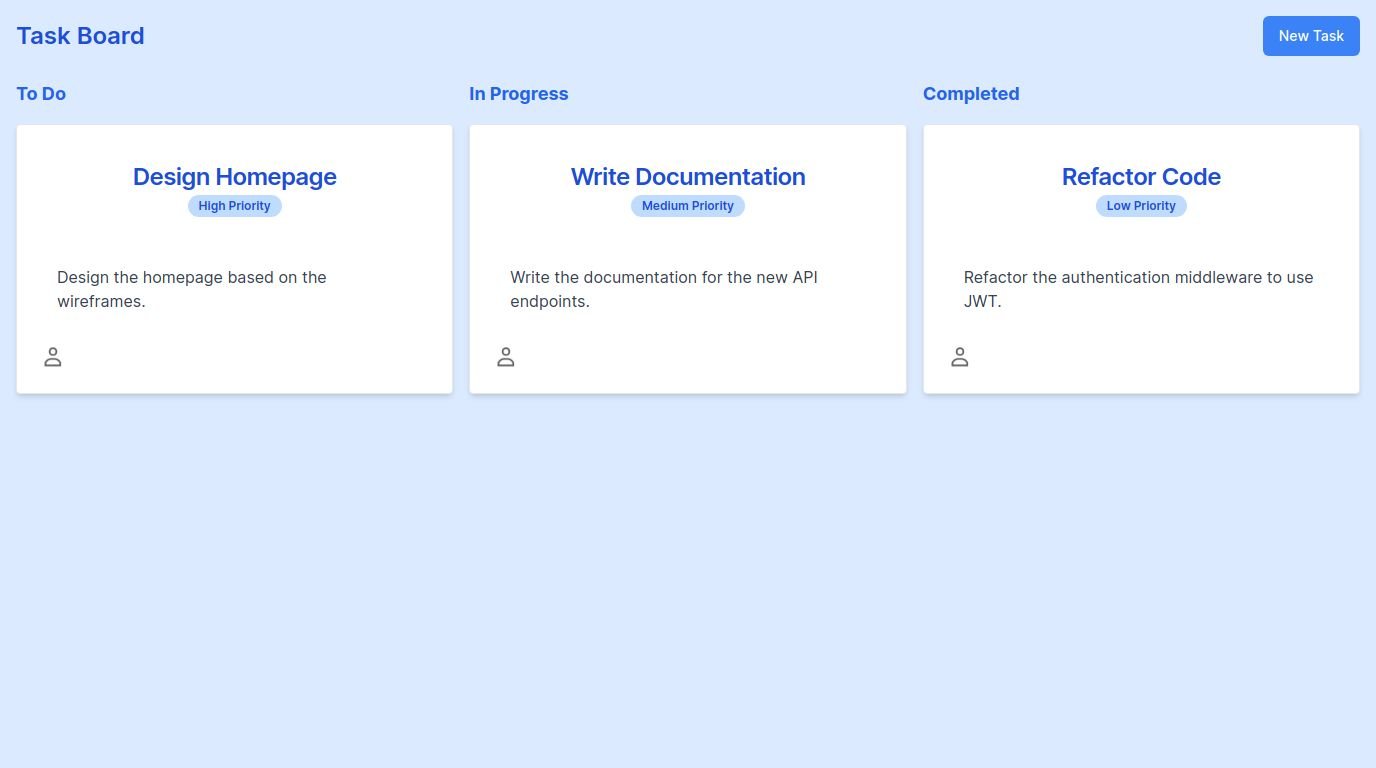 Task Board
New Task
To Do
In Progress
Completed
Design Homepage
High Priority
Design the homepage based on the
wireframes.
Write Documentation
Medium Priority
Write the documentation for the new API
endpoints.
Refactor Code
Low Priority
Refactor the authentication middleware to use
JWT.